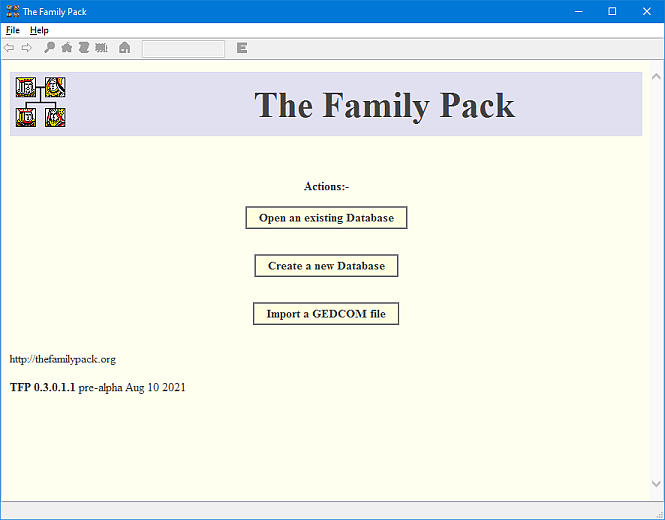 The Family Pack
File Help
The Family Pack
Actions:-
Open an existing Database
Create a new Database
Import a GEDCOM file
http://thefamilypack.org
TFP 0.3.0.1.1 pre-alpha Aug 10 2021